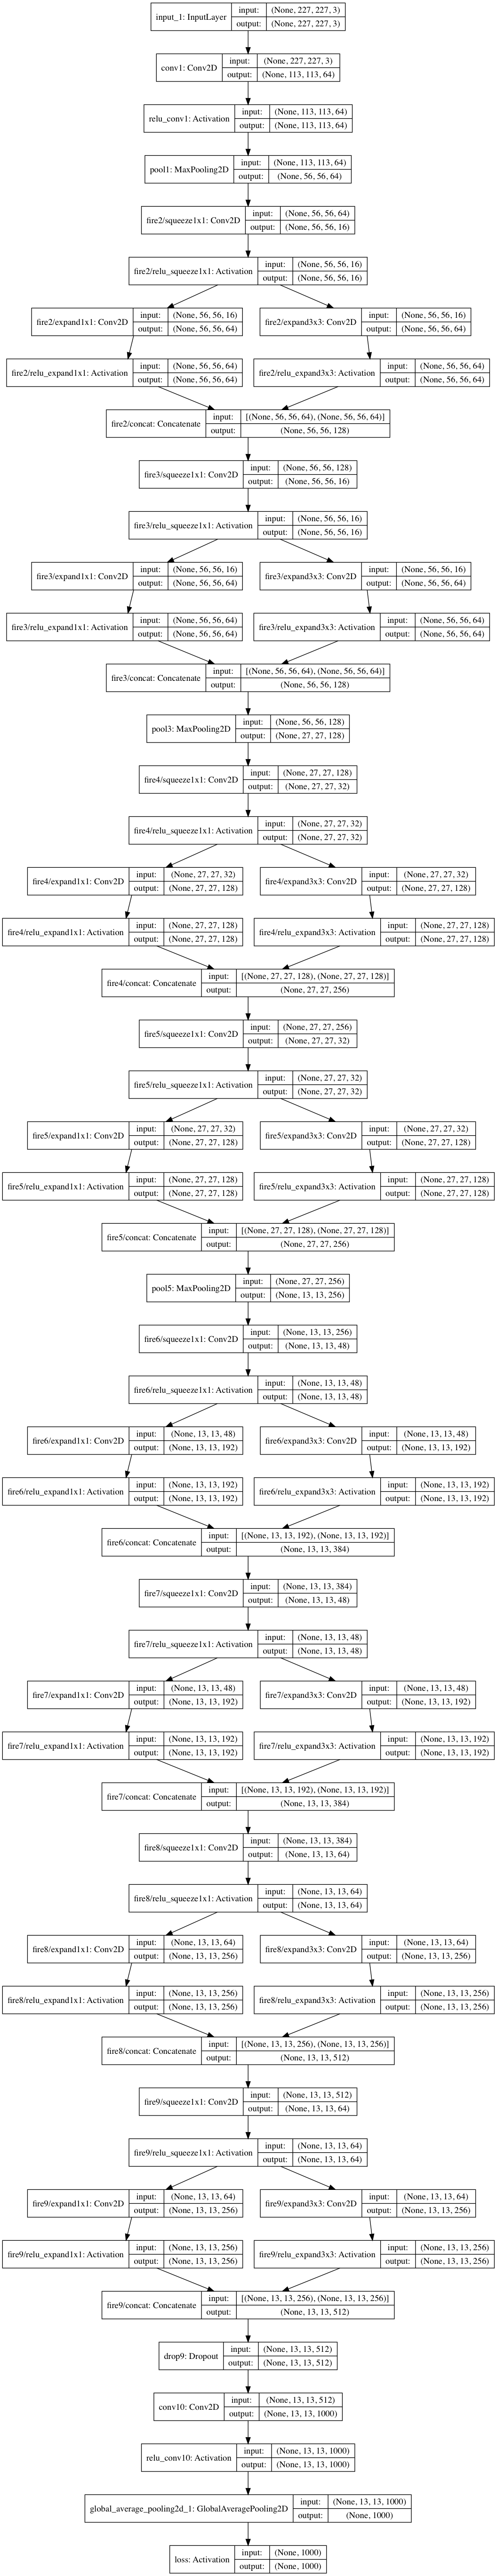 input_1: InputLayer
input: (None, 227, 227, 3)
output: (None, 227, 227, 3)
conv1: Conv2D
input: (None, 227, 227, 3)
output: (None, 113, 113, 64)
relu_conv1: Activation
input: (None, 113, 113, 64)
output: (None, 113, 113, 64)
pool1: MaxPooling2D
input: (None, 113, 113, 64)
output: (None, 56, 56, 64)
fire2/squeeze1x1: Conv2D
input: (None, 56, 56, 64)
output: (None, 56, 56, 16)
fire2/relu_squeeze1x1: Activation
input: (None, 56, 56, 16)
output: (None, 56, 56, 16)
fire2/expand1x1: Conv2D
input: (None, 56, 56, 16)
output: (None, 56, 56, 64)
fire2/expand3x3: Conv2D
input: (None, 56, 56, 16)
output: (None, 56, 56, 64)
fire2/relu_expand1x1: Activation
input: (None, 56, 56, 64)
output: (None, 56, 56, 64)
fire2/relu_expand3x3: Activation
input: (None, 56, 56, 64)
output: (None, 56, 56, 64)
fire2/concat: Concatenate
input: [(None, 56, 56, 64), (None, 56, 56, 64)]
output: (None, 56, 56, 128)
fire3/squeeze1x1: Conv2D
input: (None, 56, 56, 128)
output: (None, 56, 56, 16)
fire3/relu_squeeze1x1: Activation
input: (None, 56, 56, 16)
output: (None, 56, 56, 16)
fire3/expand1x1: Conv2D
input: (None, 56, 56, 16)
output: (None, 56, 56, 64)
fire3/expand3x3: Conv2D
input: (None, 56, 56, 16)
output: (None, 56, 56, 64)
fire3/relu_expand1x1: Activation
input: (None, 56, 56, 64)
output: (None, 56, 56, 64)
fire3/relu_expand3x3: Activation
input: (None, 56, 56, 64)
output: (None, 56, 56, 64)
fire3/concat: Concatenate
input: [(None, 56, 56, 64), (None, 56, 56, 64)]
output: (None, 56, 56, 128)
pool3: MaxPooling2D
input: (None, 56, 56, 128)
output: (None, 27, 27, 128)
fire4/squeeze1x1: Conv2D
input: (None, 27, 27, 128)
output: (None, 27, 27, 32)
fire4/relu_squeeze1x1: Activation
input: (None, 27, 27, 32)
output: (None, 27, 27, 32)
fire4/expand1x1: Conv2D
input: (None, 27, 27, 32)
output: (None, 27, 27, 128)
fire4/expand3x3: Conv2D
input: (None, 27, 27, 32)
output: (None, 27, 27, 128)
fire4/relu_expand1x1: Activation
input: (None, 27, 27, 128)
output: (None, 27, 27, 128)
fire4/relu_expand3x3: Activation
input: (None, 27, 27, 128)
output: (None, 27, 27, 128)
fire4/concat: Concatenate
input: [(None, 27, 27, 128), (None, 27, 27, 128)]
output: (None, 27, 27, 256)
fire5/squeeze1x1: Conv2D
input: (None, 27, 27, 256)
output: (None, 27, 27, 32)
fire5/relu_squeeze1x1: Activation
input: (None, 27, 27, 32)
output: (None, 27, 27, 32)
fire5/expand1x1: Conv2D
input: (None, 27, 27, 32)
output: (None, 27, 27, 128)
fire5/expand3x3: Conv2D
input: (None, 27, 27, 32)
output: (None, 27, 27, 128)
fire5/relu_expand1x1: Activation
input: (None, 27, 27, 128)
output: (None, 27, 27, 128)
fire5/relu_expand3x3: Activation
input: (None, 27, 27, 128)
output: (None, 27, 27, 128)
fire5/concat: Concatenate
input: [(None, 27, 27, 128), (None, 27, 27, 128)]
output: (None, 27, 27, 256)
pool5: MaxPooling2D
input: (None, 27, 27, 256)
output: (None, 13, 13, 256)
fire6/squeeze1x1: Conv2D
input: (None, 13, 13, 256)
output: (None, 13, 13, 48)
fire6/relu_squeeze1x1: Activation
input: (None, 13, 13, 48)
output: (None, 13, 13, 48)
fire6/expand1x1: Conv2D
input: (None, 13, 13, 48)
output: (None, 13, 13, 192)
fire6/expand3x3: Conv2D
input: (None, 13, 13, 48)
output: (None, 13, 13, 192)
fire6/relu_expand1x1: Activation
input: (None, 13, 13, 192)
output: (None, 13, 13, 192)
fire6/relu_expand3x3: Activation
input: (None, 13, 13, 192)
output: (None, 13, 13, 192)
fire6/concat: Concatenate
input: [(None, 13, 13, 192), (None, 13, 13, 192)]
output: (None, 13, 13, 384)
fire7/squeeze1x1: Conv2D
input: (None, 13, 13, 384)
output: (None, 13, 13, 48)
fire7/relu_squeeze1x1: Activation
input: (None, 13, 13, 48)
output: (None, 13, 13, 48)
fire7/expand1x1: Conv2D
input: (None, 13, 13, 48)
output: (None, 13, 13, 192)
fire7/expand3x3: Conv2D
input: (None, 13, 13, 48)
output: (None, 13, 13, 192)
fire7/relu_expand1x1: Activation
input: (None, 13, 13, 192)
output: (None, 13, 13, 192)
fire7/relu_expand3x3: Activation
input: (None, 13, 13, 192)
output: (None, 13, 13, 192)
fire7/concat: Concatenate
input: [(None, 13, 13, 192), (None, 13, 13, 192)]
output: (None, 13, 13, 384)
fire8/squeeze1x1: Conv2D
input: (None, 13, 13, 384)
output: (None, 13, 13, 64)
fire8/relu_squeeze1x1: Activation
input: (None, 13, 13, 64)
output: (None, 13, 13, 64)
fire8/expand1x1: Conv2D
input: (None, 13, 13, 64)
output: (None, 13, 13, 256)
fire8/expand3x3: Conv2D
input: (None, 13, 13, 64)
output: (None, 13, 13, 256)
fire8/relu_expand1x1: Activation
input: (None, 13, 13, 256)
output: (None, 13, 13, 256)
fire8/relu_expand3x3: Activation
input: (None, 13, 13, 256)
output: (None, 13, 13, 256)
fire8/concat: Concatenate
input: [(None, 13, 13, 256), (None, 13, 13, 256)]
output: (None, 13, 13, 512)
fire9/squeeze1x1: Conv2D
input: (None, 13, 13, 512)
output: (None, 13, 13, 64)
fire9/relu_squeeze1x1: Activation
input: (None, 13, 13, 64)
output: (None, 13, 13, 64)
fire9/expand1x1: Conv2D
input: (None, 13, 13, 64)
output: (None, 13, 13, 256)
fire9/expand3x3: Conv2D
input: (None, 13, 13, 64)
output: (None, 13, 13, 256)
fire9/relu_expand1x1: Activation
input: (None, 13, 13, 256)
output: (None, 13, 13, 256)
fire9/relu_expand3x3: Activation
input: (None, 13, 13, 256)
output: (None, 13, 13, 256)
fire9/concat: Concatenate
input: [(None, 13, 13, 256), (None, 13, 13, 256)]
output: (None, 13, 13, 512)
drop9: Dropout
input: (None, 13, 13, 512)
output: (None, 13, 13, 512)
conv10: Conv2D
input: (None, 13, 13, 512)
output: (None, 13, 13, 1000)
relu_conv10: Activation
input: (None, 13, 13, 1000)
output: (None, 13, 13, 1000)
global_average_pooling2d_1: GlobalAveragePooling2D
input: (None, 13, 13, 1000)
output: (None, 1000)
loss: Activation
input: (None, 1000)
output: (None, 1000)